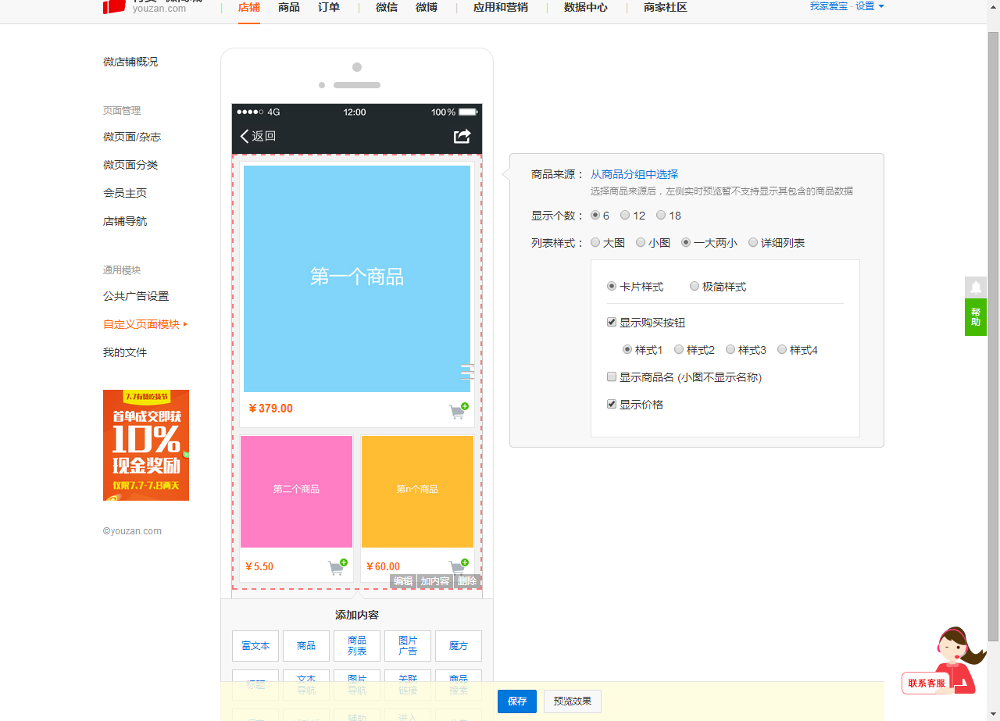 youzan.com
店铺 商品 订单 微信 微博 应用和营销 数据中心 商家社区
我家爱宝 - 设置
微店铺概况
页面管理
微页面/杂志
微页面分类
会员主页
店铺导航
通用模块
公共广告设置
自定义页面模块
我的文件
7.7有赞吃货节
首单成交即获
10%
现金奖励
仅限7.7-7.8两天
©youzan.com
4G 12:00 100%
返回
第一个商品
￥379.00
第二个商品
第n个商品
￥5.50
￥60.00
编辑 加内容 删除
添加内容
富文本 商品 商品列表 图片广告 魔方
标题 文本导航 图片导航 关联链接 商品搜索
辅助 进入
商品来源： 从商品分组中选择
选择商品来源后，左侧实时预览暂不支持显示其包含的商品数据
显示个数： 6 12 18
列表样式： 大图 小图 一大两小 详细列表
卡片样式 极简样式
显示购买按钮
样式1 样式2 样式3 样式4
显示商品名 (小图不显示名称)
显示价格
保存 预览效果
帮助
联系客服